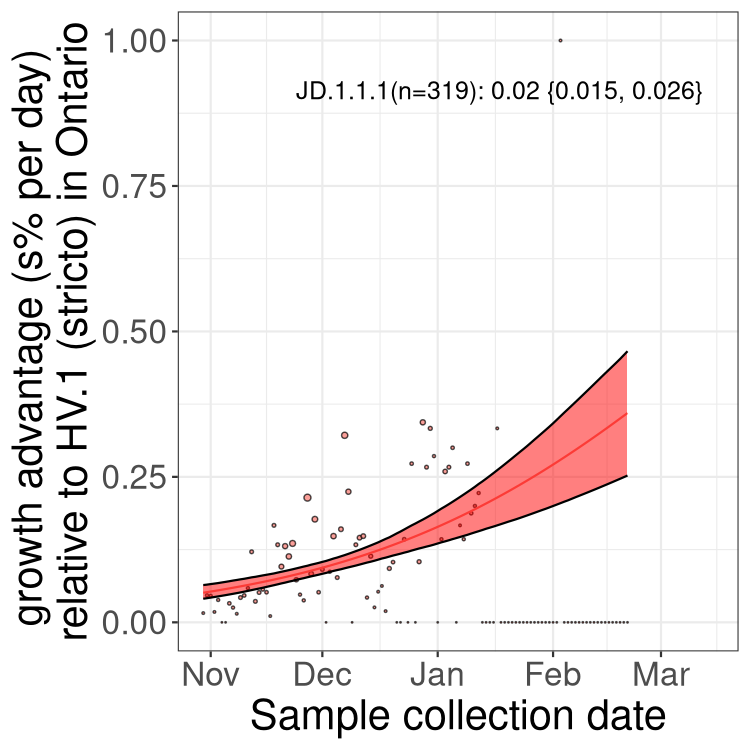 growth advantage (s% per day)
relative to HV.1 (stricto) in Ontario
1.00
0.75
0.50
0.25
0.00
JD.1.1.1(n=319): 0.02 {0.015, 0.026}
Nov Dec Jan Feb Mar
Sample collection date